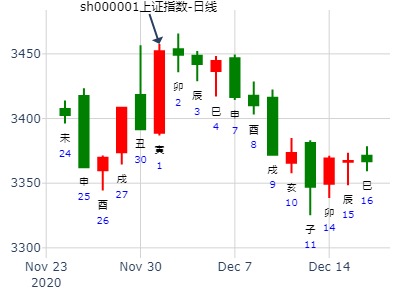 sh000001上证指数-日线
3450
3400
3350
3300
未
24
申
25
酉
26
戌
27
丑
30
寅
1
卯
2
辰
3
巳
4
申
7
酉
8
戌
9
亥
10
子
11
卯
14
辰
15
巳
16
Nov 23
2020
Nov 30
Dec 7
Dec 14